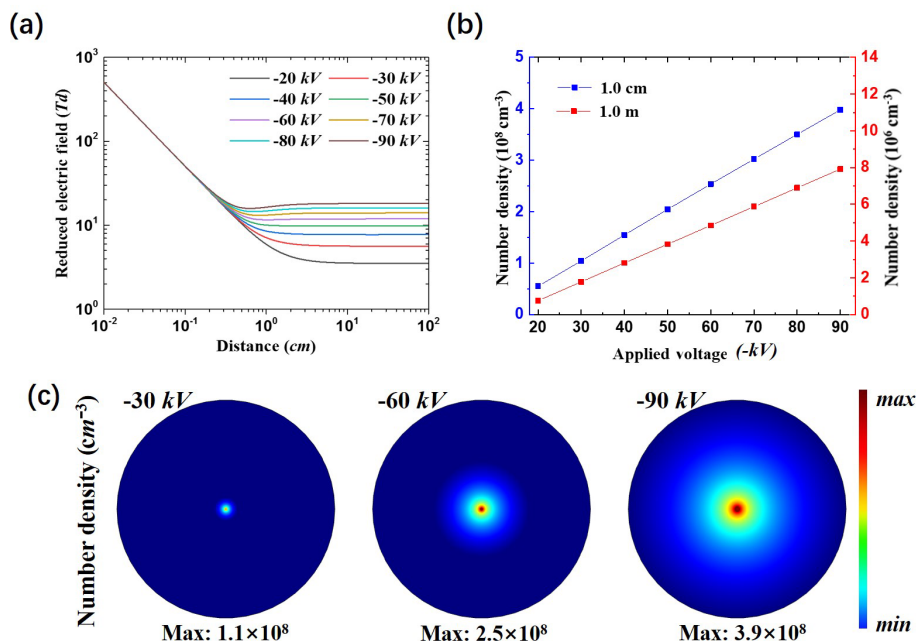 (a)
Reduced electric field (Td)
10³
10²
10¹
10⁰
-20 kV -30 kV
-40 kV -50 kV
-60 kV -70 kV
-80 kV -90 kV
10⁻² 10⁻¹ 10⁰ 10¹ 10²
Distance (cm)
(b)
Number density (10⁸ cm⁻³)
5
4
3
2
1
0
1.0 cm
1.0 m
14
12
10
8
6
4
2
0
Number density (10⁶ cm⁻³)
20 30 40 50 60 70 80 90
Applied voltage (-kV)
(c)
Number density (cm⁻³)
-30 kV -60 kV -90 kV
max
min
Max: 1.1×10⁸ Max: 2.5×10⁸ Max: 3.9×10⁸